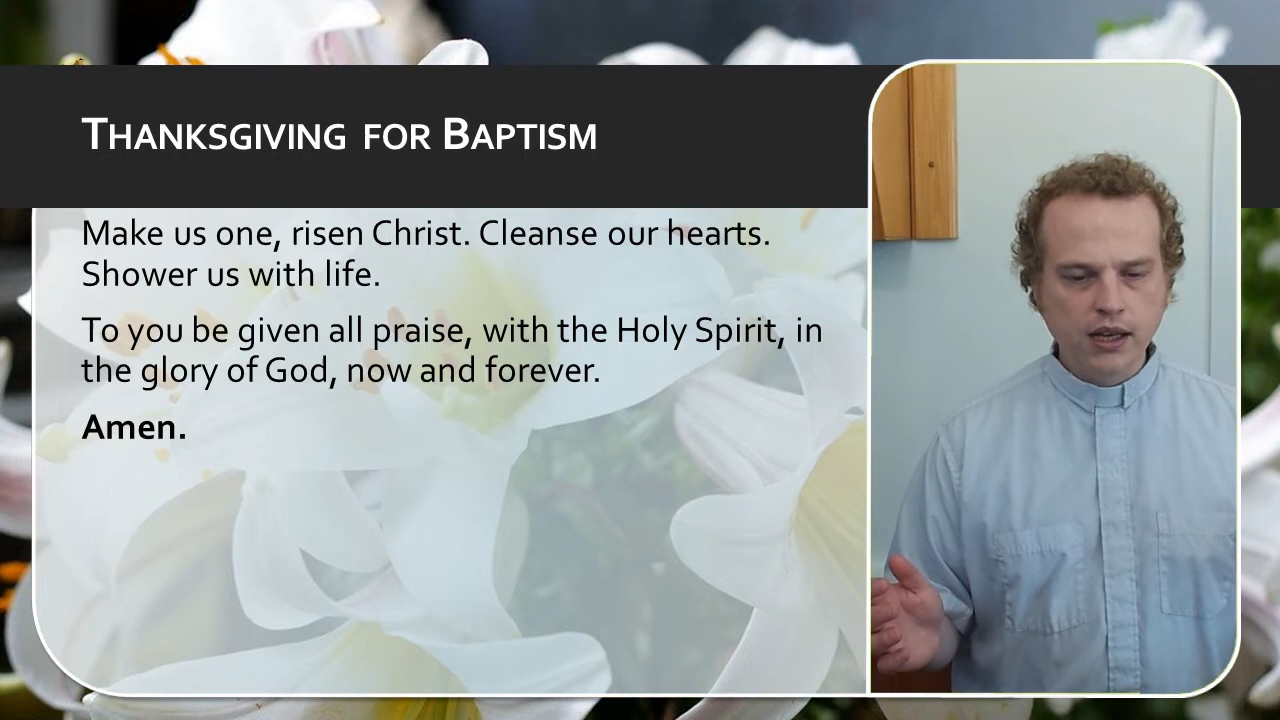 Thanksgiving for Baptism
Make us one, risen Christ. Cleanse our hearts.
Shower us with life.
To you be given all praise, with the Holy Spirit, in
the glory of God, now and forever.
Amen.